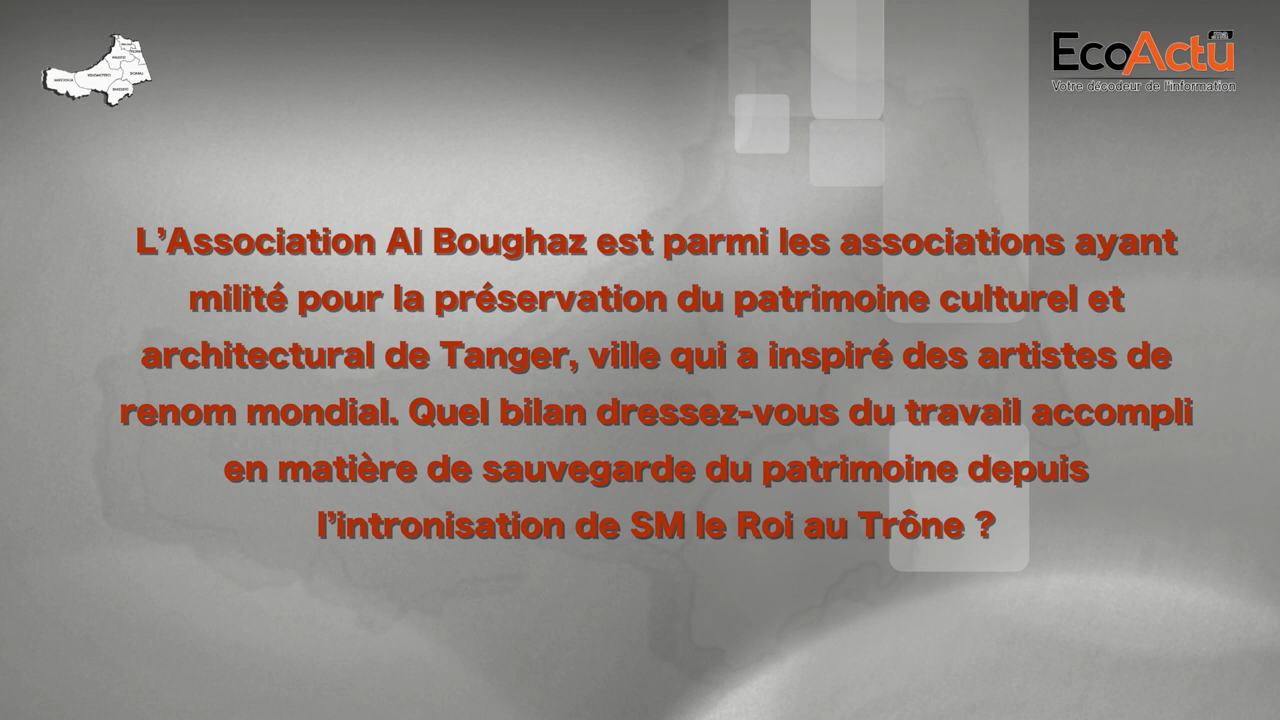 EcoActu
.ma
Votre décodeur de l'information
L'Association Al Boughaz est parmi les associations ayant
milité pour la préservation du patrimoine culturel et
architectural de Tanger, ville qui a inspiré des artistes de
renom mondial. Quel bilan dressez-vous du travail accompli
en matière de sauvegarde du patrimoine depuis
l'intronisation de SM le Roi au Trône ?